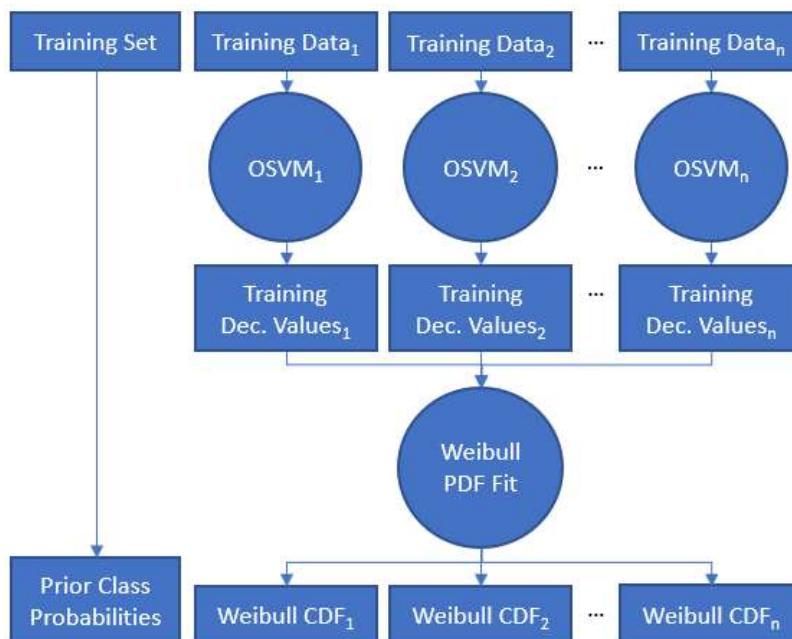 Training Set
Training Data₁
Training Data₂
...
Training Dataₙ
OSVM₁
OSVM₂
...
OSVMₙ
Training
Dec. Values₁
Training
Dec. Values₂
...
Training
Dec. Valuesₙ
Weibull
PDF Fit
Prior Class
Probabilities
Weibull CDF₁
Weibull CDF₂
...
Weibull CDFₙ